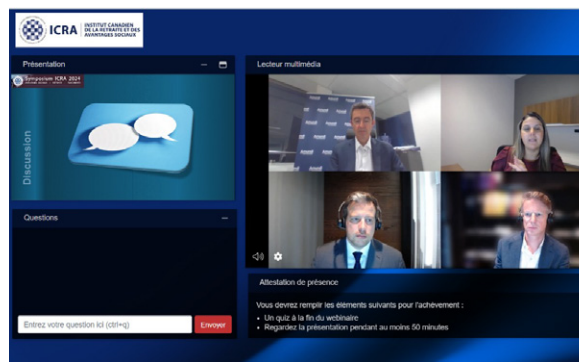 ICRA
INSTITUT CANADIEN
DE LA RETRAITE ET DES
AVANTAGES SOCIAUX
Présentation
Symposium ICRA 2024
Discussion
Lecteur multimédia
Questions
Entrez votre question ici (ctrl+q)
Envoyer
Attestation de présence
Vous devrez remplir les éléments suivants pour l'achèvement :
• Un quiz à la fin du webinaire
• Regardez la présentation pendant au moins 50 minutes